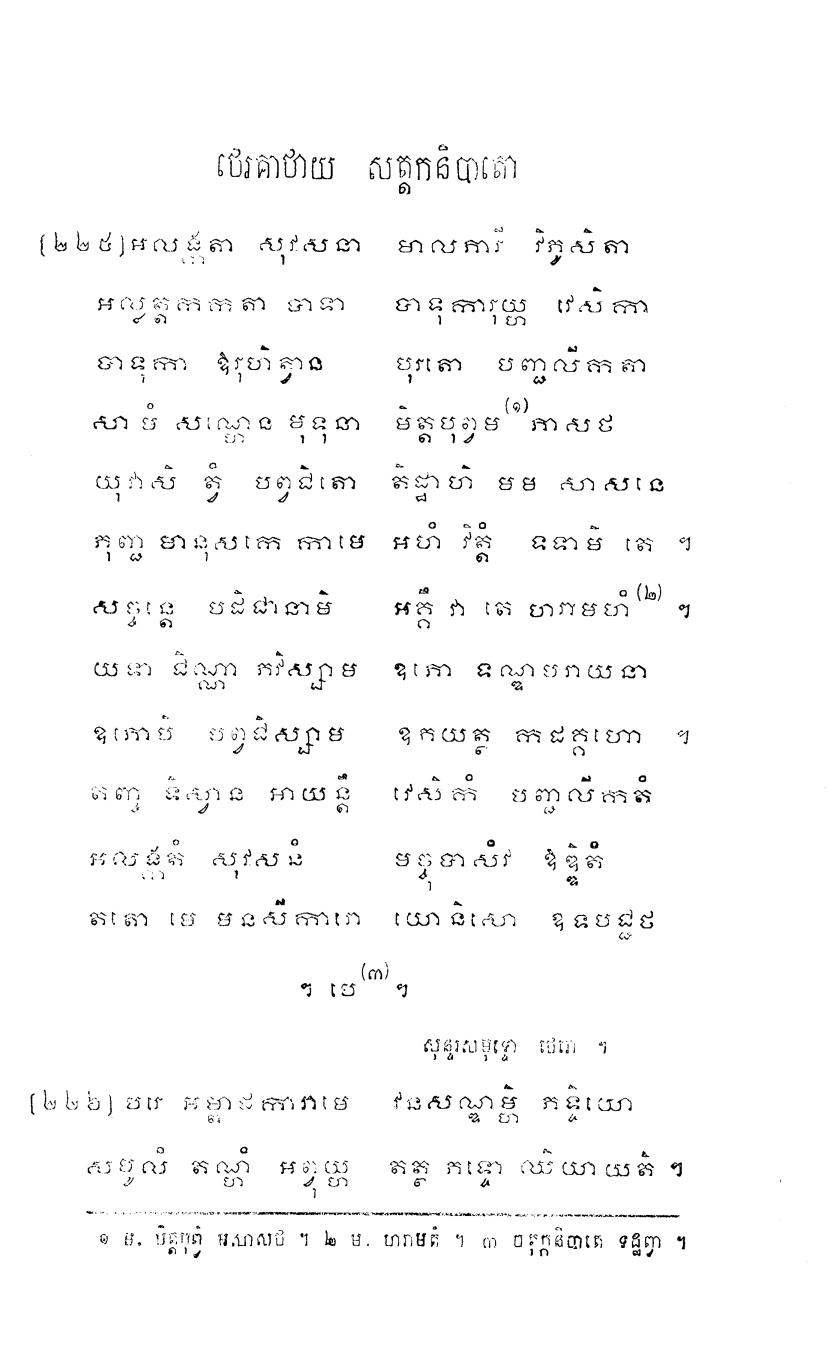 ថេរគាថាយ សត្តកនិបាតោ
[២២៥] អលង្កតា សុវសនា មាលភារី វិភូសិតា
អលត្តកកតា បាទា បាទុការុយ្ហ វេសិកា
បាទុកា ឱរុហិត្វាន បុរតោ បញ្ជលីកតា
សា មំ សណ្ហេន មុទុនា មិត្តបុព្វម(១)ភាសថ
យុវាសិ ត្វំ បព្វជិតោ តិដ្ឋាហិ មម សាសនេ
ភុញ្ជ មានុសកេ កាមេ អហំ វិត្តំ ទទាមិ តេ ។
សច្ចន្តេ បដិជានាមិ អគ្គឹ វា តេ ហរាមហំ(២) ។
យទា ជិណ្ណា ភវិស្សាម ឧភោ ទណ្ឌបរាយនា
ឧភោបិ បព្វជិស្សាម ឧភយត្ថ កដគ្គហោ ។
តញ្ច ទិស្វាន អាយន្តឹ វេសិកំ បញ្ជលីកតំ
អលង្កតំ សុវសនំ មច្ចុបាសំវ ឱឌ្ឌិតំ
តតោ មេ មនសីការោ យោនិសោ ឧទបជ្ជថ
។ បេ(៣) ។
សុន្ទរសមុទ្ទោ ថេរោ ។
[២២៦] បរេ អម្ពាដការាមេ វនសណ្ឌម្ហិ ភទ្ទិយោ
សមូលំ តណ្ហំ អព្វុយ្ហ តត្ថ ភទ្ទោ ឈិយាយតិ ។
១ ម. មិត្តបុព្វំ អភាសថ ។ ២ ម. ហរាមតំ ។ ៣ ចតុក្កនិបាតេ ទដ្ឋព្វា ។